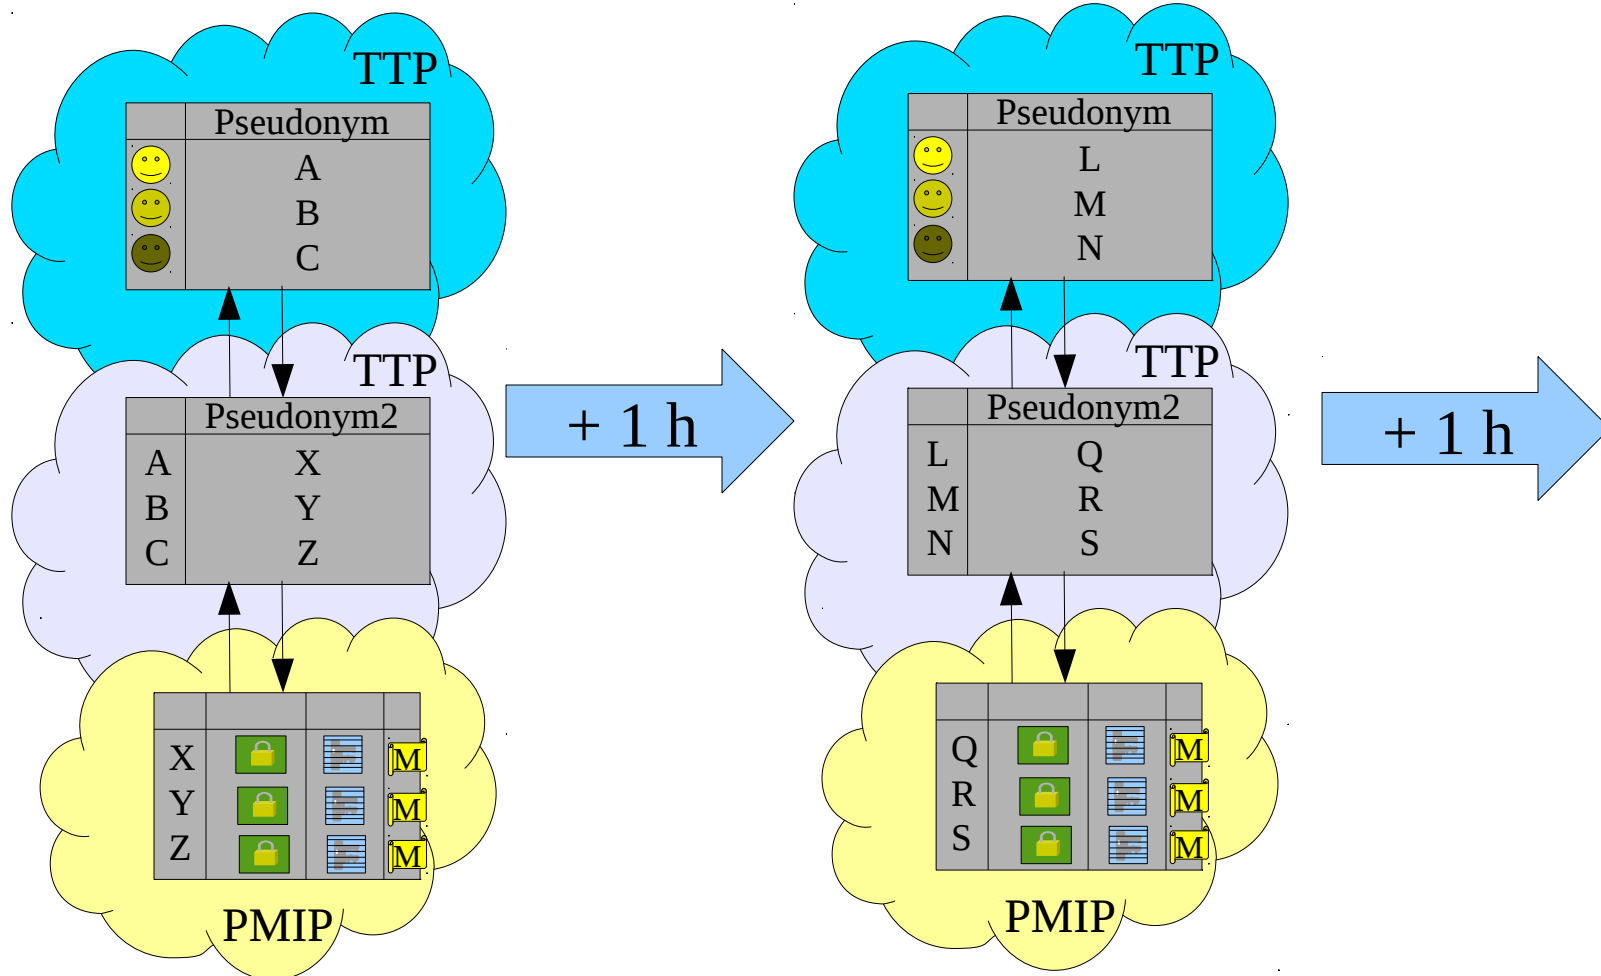 TTP
Pseudonym
A
B
C
TTP
Pseudonym2
A X
B Y
C Z
X M
Y M
Z M
PMIP
+ 1 h
TTP
Pseudonym
L
M
N
TTP
Pseudonym2
L Q
M R
N S
Q M
R M
S M
PMIP
+ 1 h